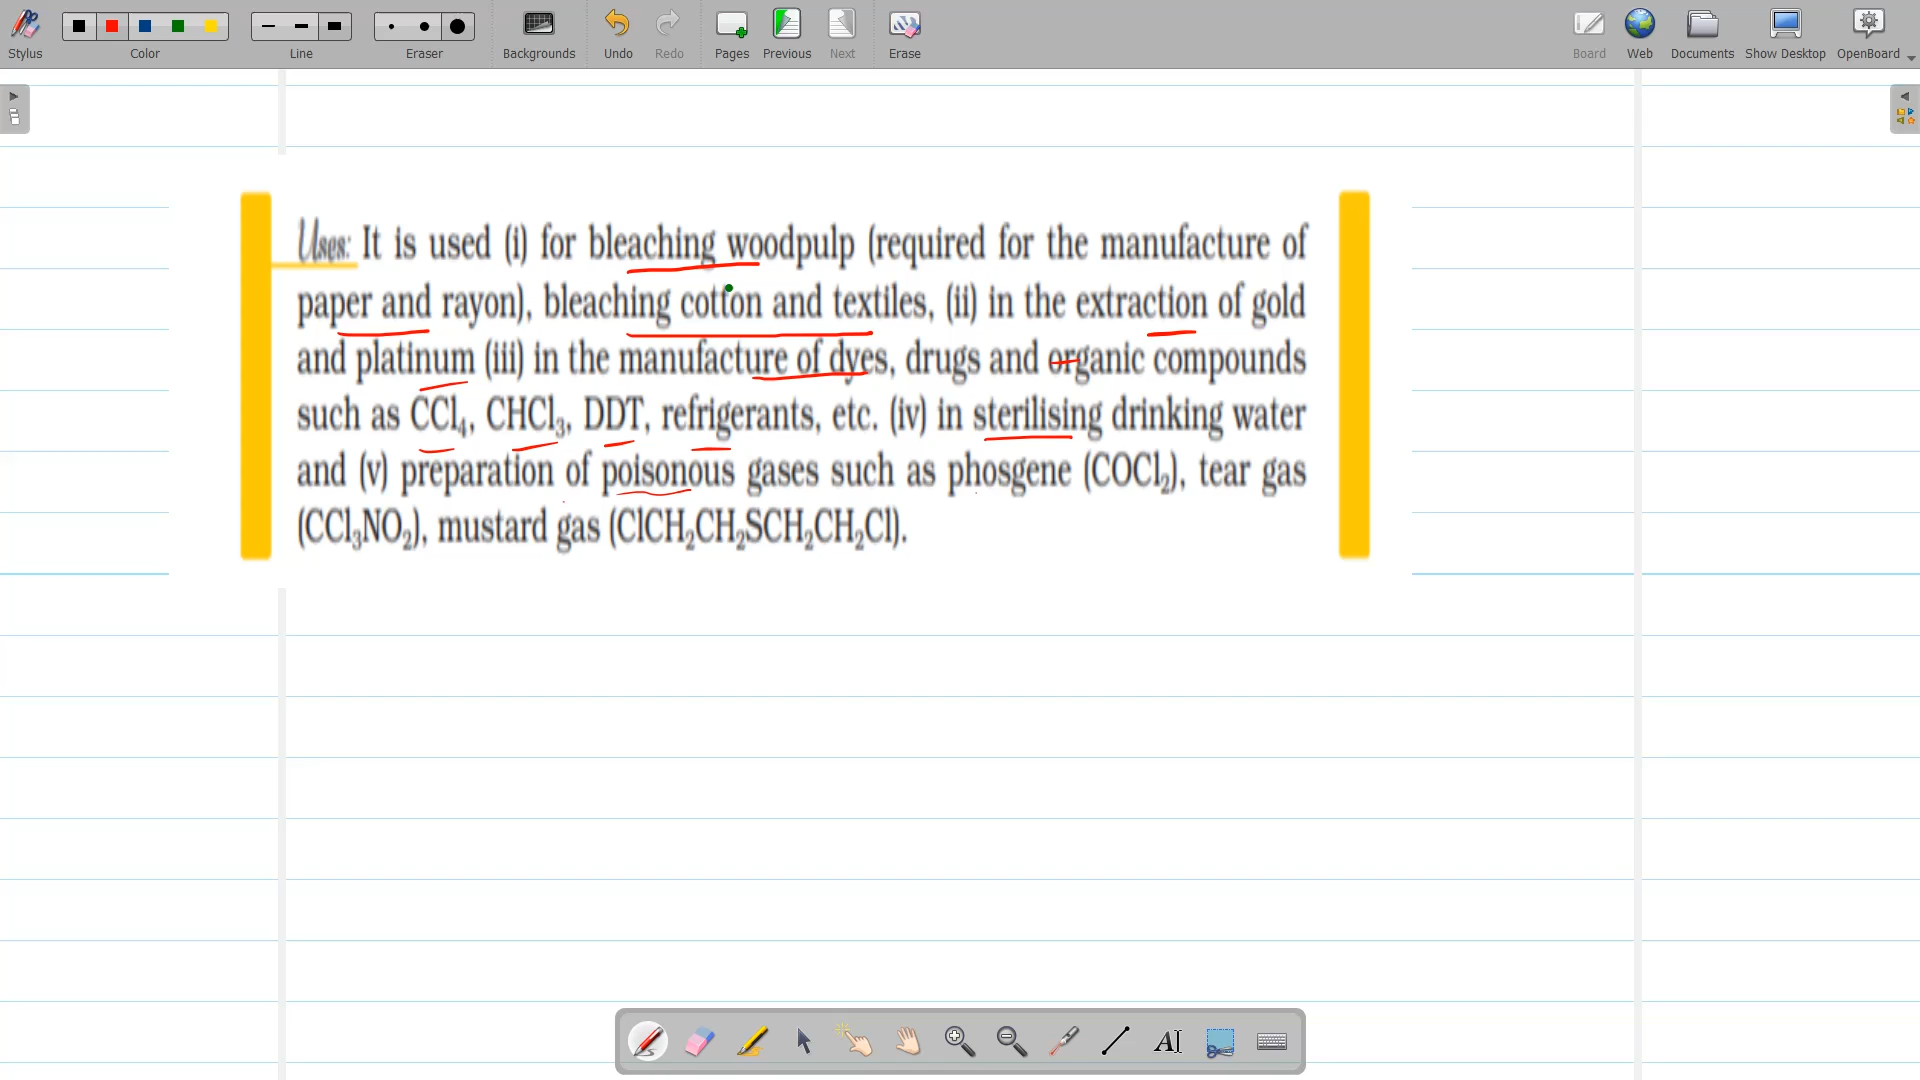 Stylus Color Line Eraser Backgrounds Undo Redo Pages Previous Next Erase Board Web Documents Show Desktop OpenBoard
Uses: It is used (i) for bleaching woodpulp (required for the manufacture of
paper and rayon), bleaching cotton and textiles, (ii) in the extraction of gold
and platinum (iii) in the manufacture of dyes, drugs and organic compounds
such as CCl₄, CHCl₃, DDT, refrigerants, etc. (iv) in sterilising drinking water
and (v) preparation of poisonous gases such as phosgene (COCl₂), tear gas
(CCl₃NO₂), mustard gas (ClCH₂CH₂SCH₂CH₂Cl).